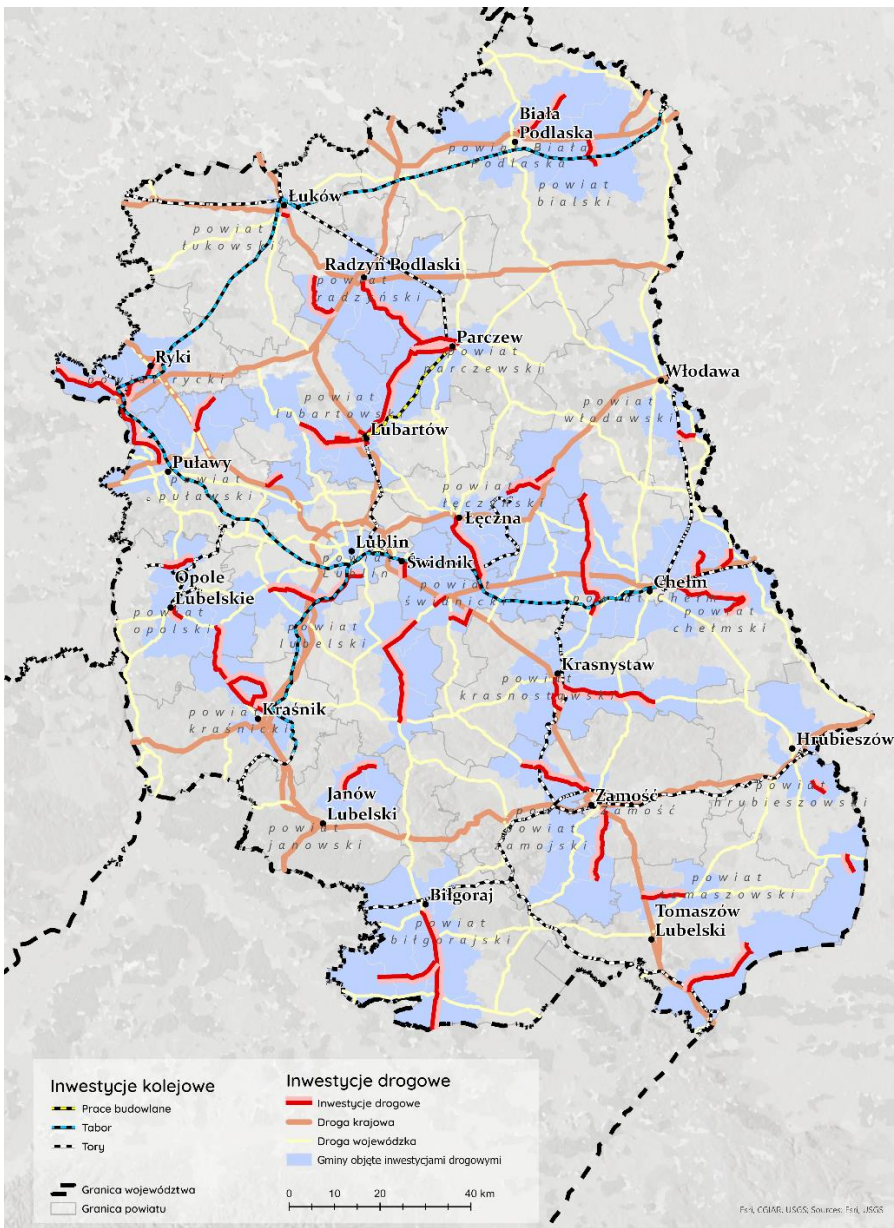 Biała
Podlaska
powiat Biała
Podlaska
powiat
bialski
Łuków
powiat
łukowski
Radzyń Podlaski
powiat
radzyński
Parczew
powiat
parczewski
Ryki
powiat rycki
Włodawa
powiat
włodawski
powiat
lubartowski
Lubartów
Puławy
powiat
puławski
powiat
łęczyński
Łęczna
Lublin
powiat
Lublin
Świdnik
powiat
świdnicki
Opole
Lubelskie
powiat
opolski
Chełm
powiat Chełm
powiat
chełmski
powiat
lubelski
Krasnystaw
powiat
krasnostawski
Kraśnik
powiat
kraśnicki
Hrubieszów
powiat
hrubieszowski
Janów
Lubelski
powiat
janowski
Zamość
powiat Zamość
powiat
zamojski
Biłgoraj
powiat
biłgorajski
powiat
tomaszowski
Tomaszów
Lubelski
Inwestycje kolejowe
Prace budowlane
Tabor
Tory
Granica województwa
Granica powiatu
Inwestycje drogowe
Inwestycje drogowe
Droga krajowa
Droga wojewódzka
Gminy objęte inwestycjami drogowymi
0 10 20 40 km
Esri, CGIAR, USGS; Sources: Esri, USGS